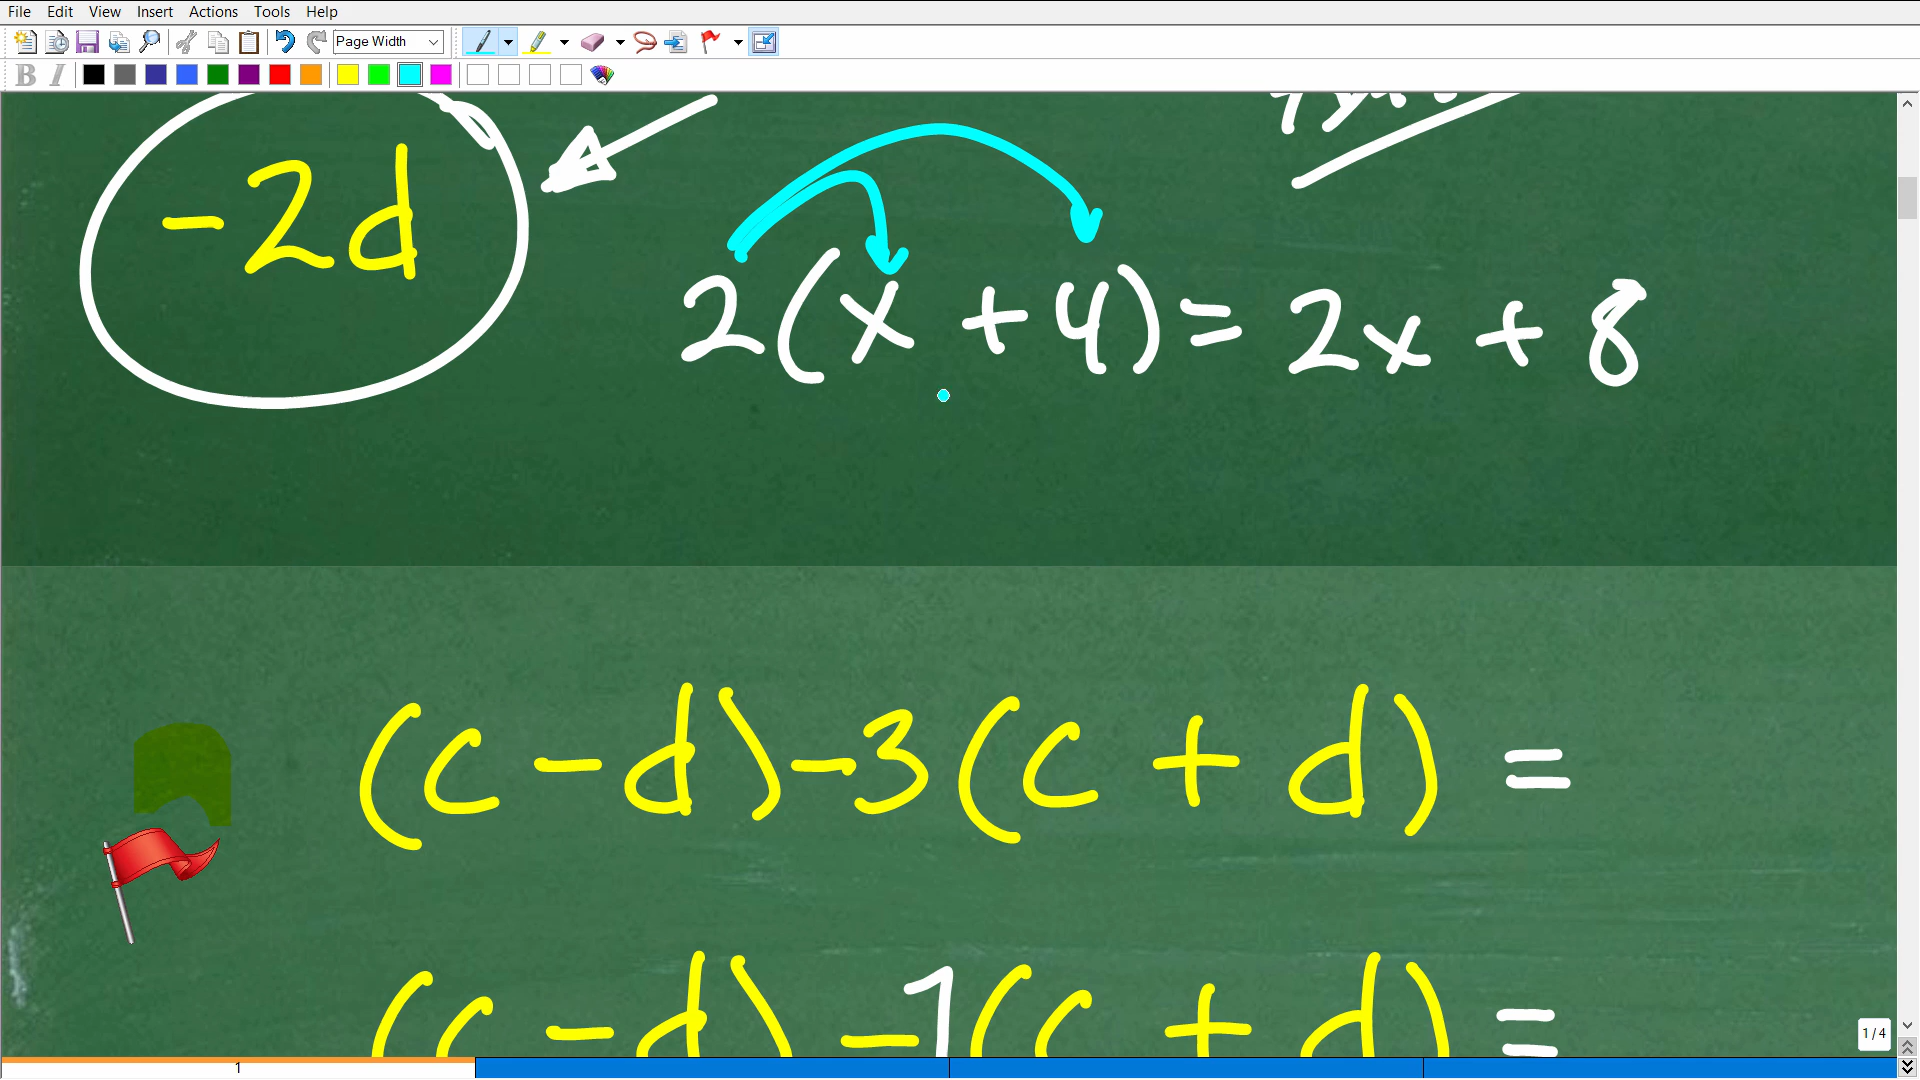 File Edit View Insert Actions Tools Help
Page Width
B I
-2d
2(x + 4) = 2x + 8
(c - d) - 3(c + d) =
(c - d) - 1(c + d) =
1 / 4
1